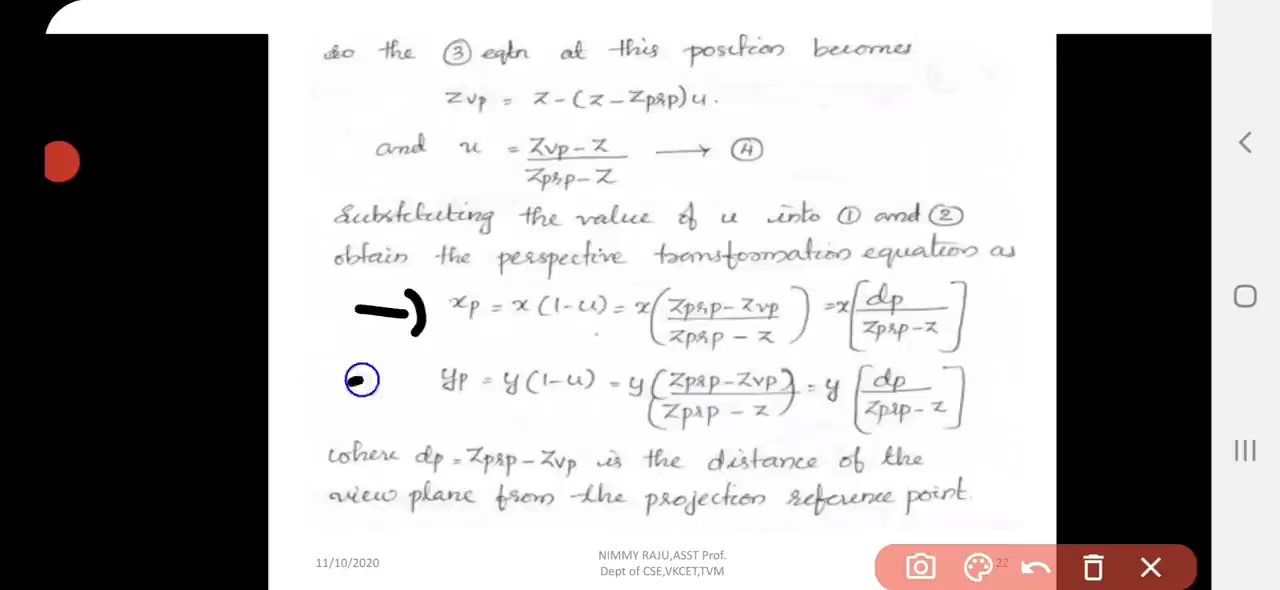 so the ③ eqtn at this position becomes
zvp = z - (z - zprp)u.
and u = zvp - z / zprp - z → ④
Substituting the value of u into ① and ②
obtain the perspective transformation equation as
xp = x (1-u) = x(zprp - zvp / zprp - z) = x[dp / zprp - z]
yp = y (1-u) = y(zprp - zvp / zprp - z) = y[dp / zprp - z]
where dp = zprp - zvp is the distance of the
view plane from the projection reference point.
11/10/2020
NIMMY RAJU,ASST Prof.
Dept of CSE,VKCET,TVM
22